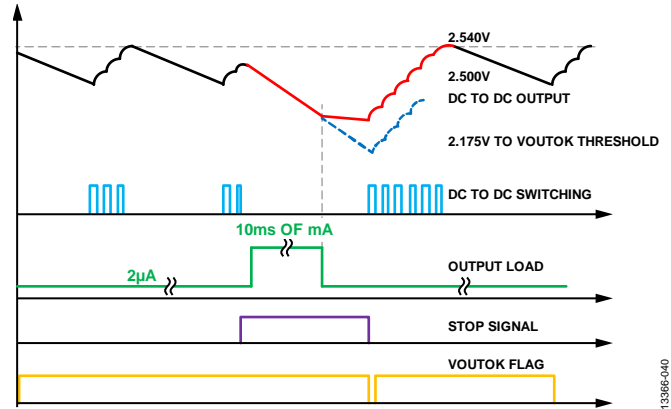 2.540V
2.500V
DC TO DC OUTPUT
2.175V TO VOUTOK THRESHOLD
DC TO DC SWITCHING
10ms OF mA
2µA
OUTPUT LOAD
STOP SIGNAL
VOUTOK FLAG
13366-040